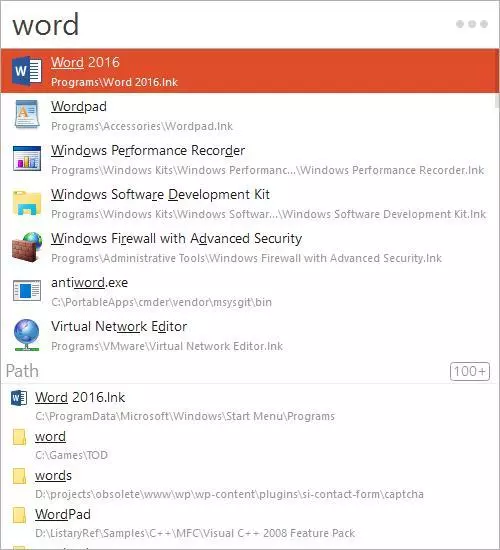 word
Word 2016
Programs\Word 2016.lnk
Wordpad
Programs\Accessories\Wordpad.lnk
Windows Performance Recorder
Programs\Windows Kits\Windows Performanc...\Windows Performance Recorder.lnk
Windows Software Development Kit
Programs\Windows Kits\Windows Softwar...\Windows Software Development Kit.lnk
Windows Firewall with Advanced Security
Programs\Administrative Tools\Windows Firewall with Advanced Security.lnk
antiword.exe
C:\PortableApps\cmder\vendor\msysgit\bin
Virtual Network Editor
Programs\VMware\Virtual Network Editor.lnk
Path 100+
Word 2016.lnk
C:\ProgramData\Microsoft\Windows\Start Menu\Programs
word
C:\Games\TOD
words
D:\projects\obsolete\www\wp\wp-content\plugins\si-contact-form\captcha
WordPad
D:\ListaryRef\Samples\C++\MFC\Visual C++ 2008 Feature Pack